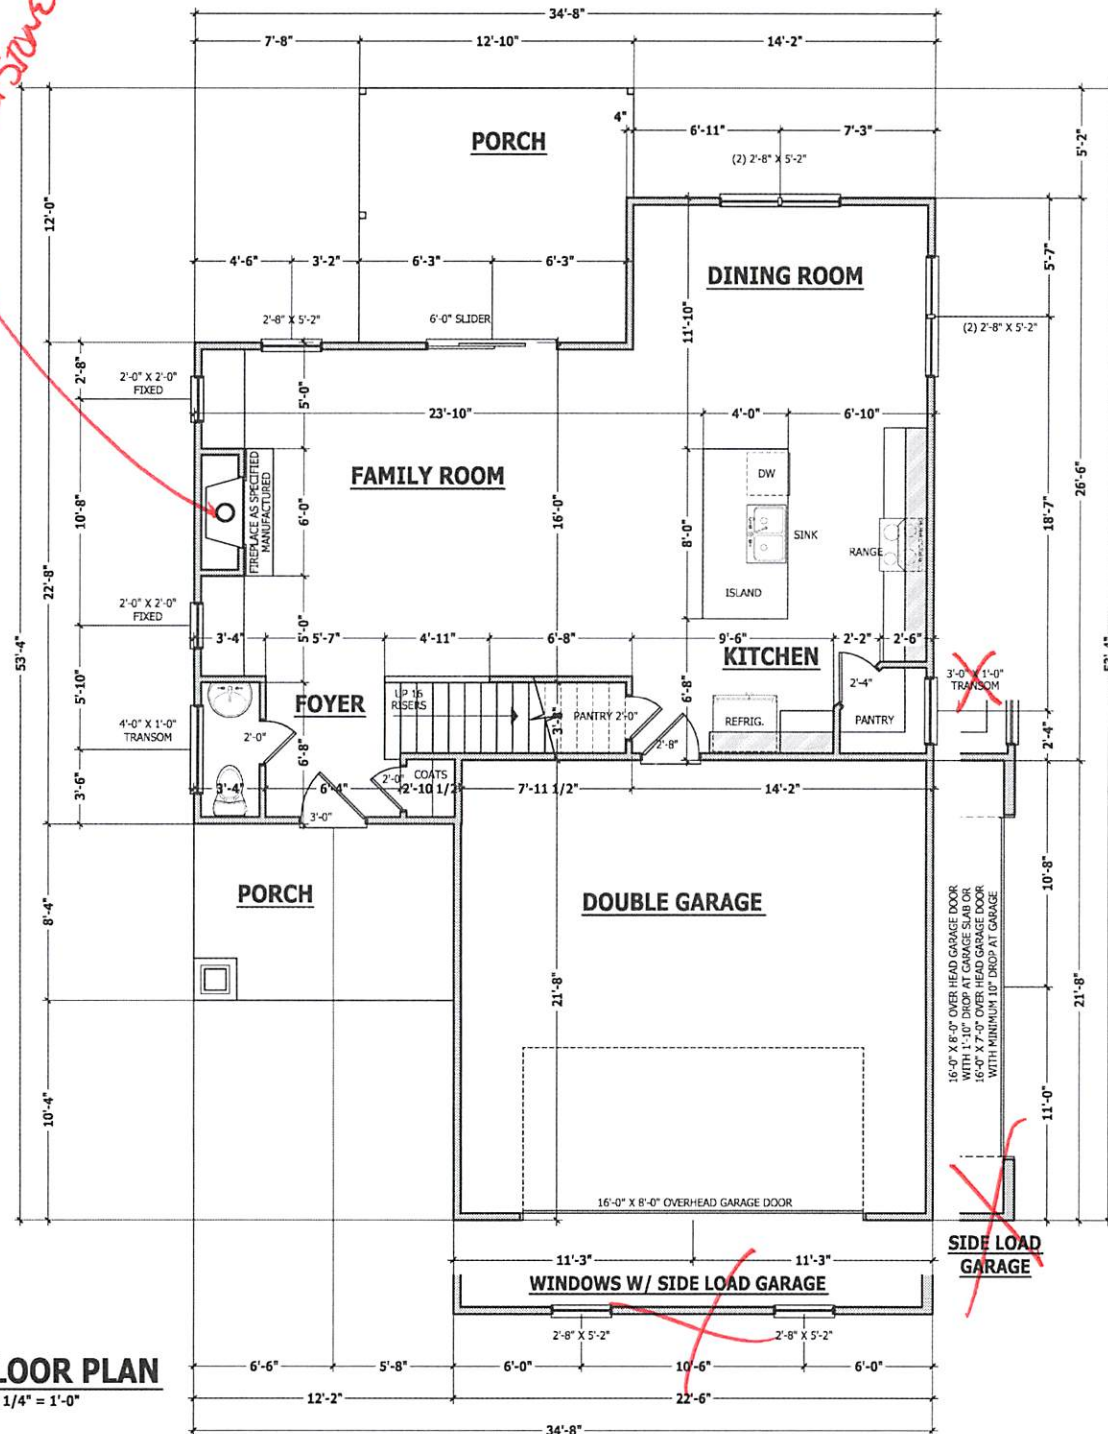 34'-8"
7'-8" 12'-10" 14'-2"
STONE
4"
6'-11" 7'-3"
PORCH
(2) 2'-8" X 5'-2"
5'-2"
12'-0"
4'-6" 3'-2" 6'-3" 6'-3"
DINING ROOM
5'-7"
11'-10"
2'-8" X 5'-2"
6'-0" SLIDER
(2) 2'-8" X 5'-2"
2'-8"
2'-0" X 2'-0"
FIXED
5'-0"
23'-10" 4'-0" 6'-10"
FAMILY ROOM
DW
26'-6"
10'-8"
FIREPLACE AS SPECIFIED
MANUFACTURED
6'-0"
16'-0"
8'-0"
SINK
RANGE
18'-7"
22'-8"
ISLAND
2'-0" X 2'-0"
FIXED
53'-4"
5'-0"
3'-4" 5'-7" 4'-11" 6'-8" 9'-6" 2'-2" 2'-6"
KITCHEN
5'-10"
3'-0" X 1'-0"
TRANSOM
2'-4"
6'-8"
UP 16
RISERS
FOYER
PANTRY 2'-0"
REFRIG.
PANTRY
4'-0" X 1'-0"
TRANSOM
2'-0"
6'-8"
2'-8"
2'-4"
3'-6"
2'-0"
COATS
3'-4" 6'-4" 2'-10 1/2" 7'-11 1/2" 14'-2"
3'-0"
PORCH
DOUBLE GARAGE
8'-4"
10'-8"
16'-0" X 8'-0" OVER HEAD GARAGE DOOR
WITH 1'-10" DROP AT GARAGE SLAB OR
16'-0" X 7'-0" OVER HEAD GARAGE DOOR
WITH MINIMUM 10" DROP AT GARAGE
21'-8"
21'-8"
10'-4"
11'-0"
16'-0" X 8'-0" OVERHEAD GARAGE DOOR
SIDE LOAD
GARAGE
11'-3" 11'-3"
WINDOWS W/ SIDE LOAD GARAGE
2'-8" X 5'-2" 2'-8" X 5'-2"
LOOR PLAN
1/4" = 1'-0"
6'-6" 5'-8" 6'-0" 10'-6" 6'-0"
12'-2" 22'-6"
34'-8"